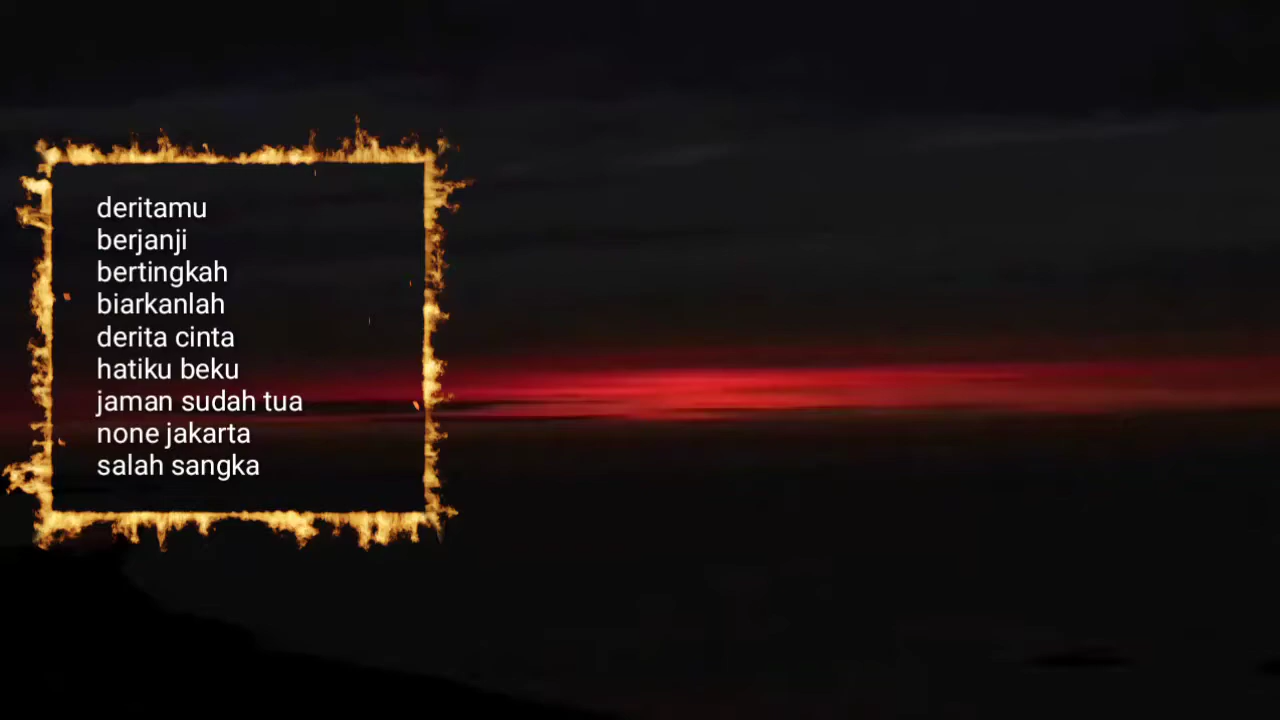 deritamu
berjanji
bertingkah
biarkanlah
derita cinta
hatiku beku
jaman sudah tua
none jakarta
salah sangka